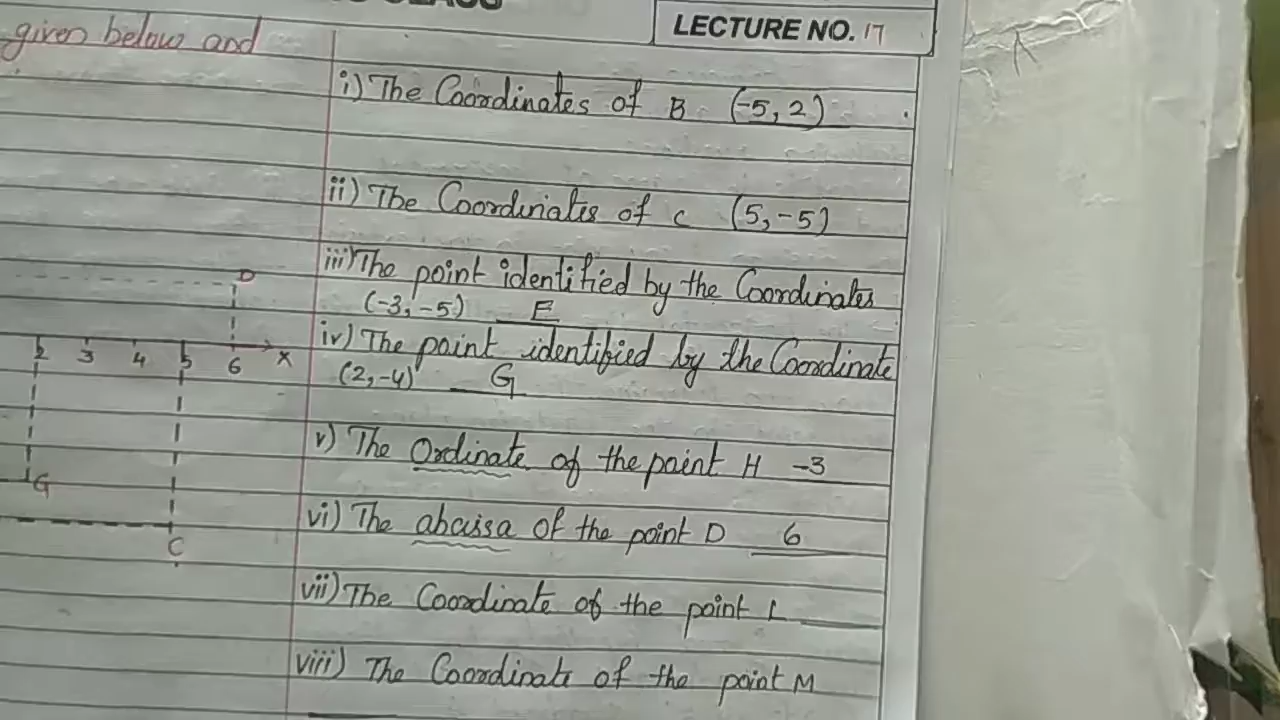 LECTURE NO. 17
given below and
i) The Coordinates of B (-5, 2)
ii) The Coordinates of C (5, -5)
iii) The point identified by the Coordinates
(-3, -5) E
iv) The point identified by the Coordinate
(2, -4) G
v) The Ordinate of the point H -3
vi) The abcissa of the point D 6
vii) The Coordinate of the point L
viii) The Coordinate of the point M
D
2 3 4 5 6 X
G
C